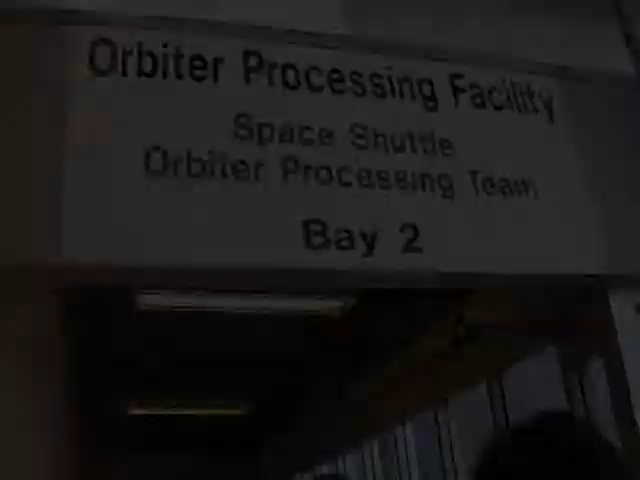 Orbiter Processing Facility
Space Shuttle
Orbiter Processing Team
Bay 2